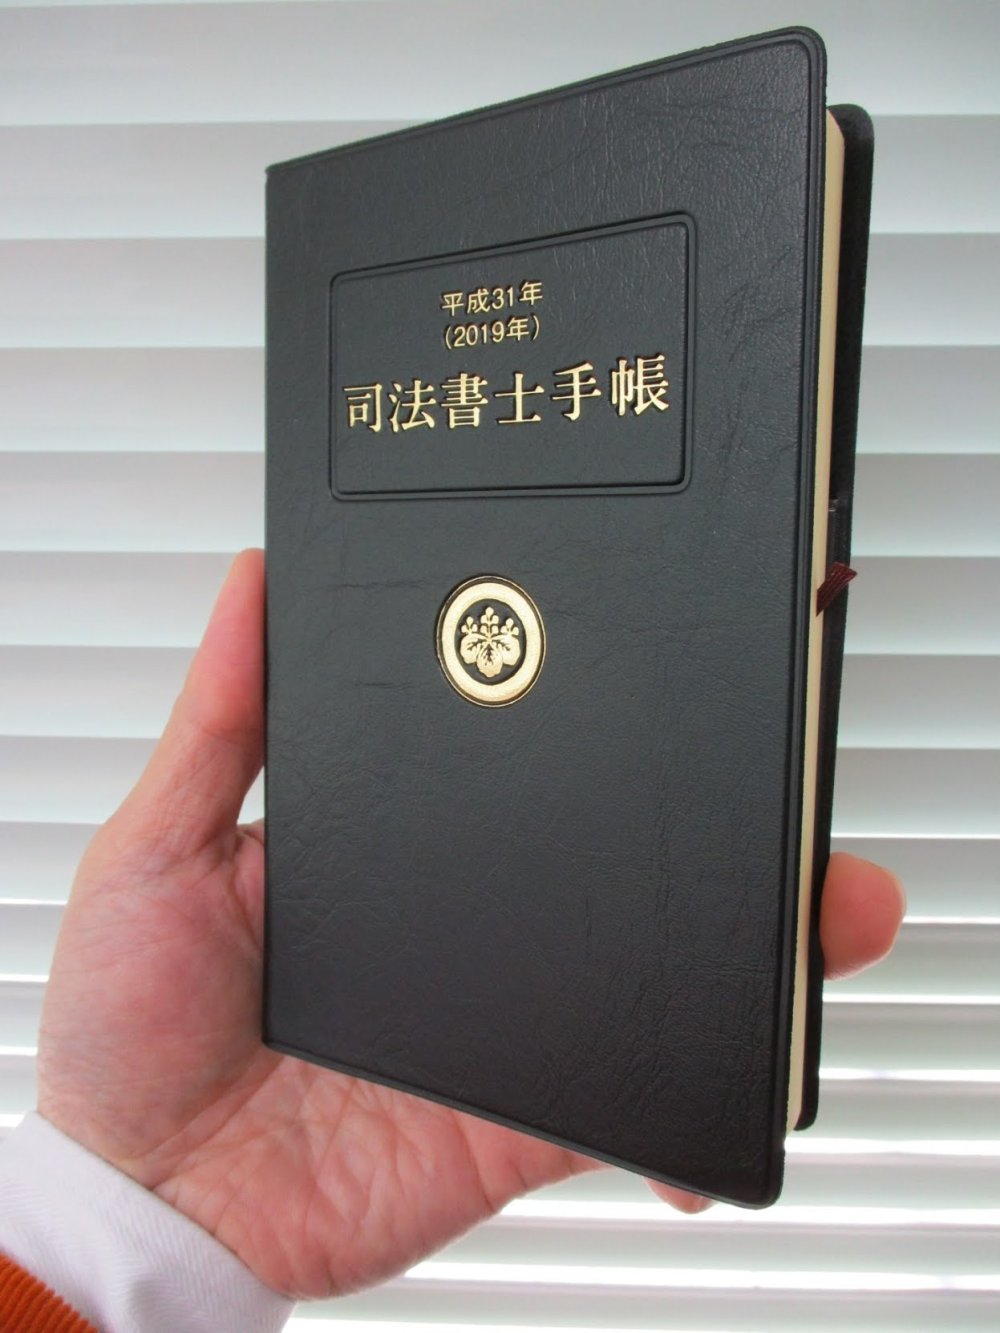 平成31年
(2019年)
司法書士手帳